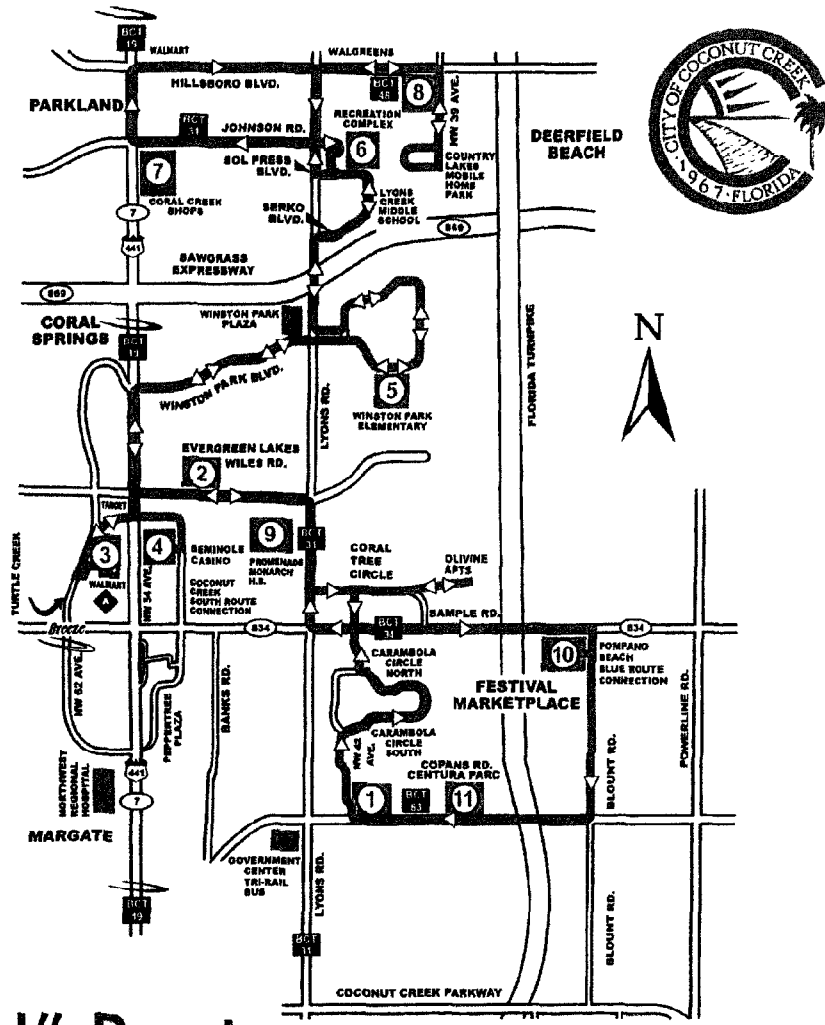 BCT
WALMART
WALGREENS
HILLSBORO BLVD.
PARKLAND
BCT
48
8
NW 39 AVE.
RECREATION
COMPLEX
BCT
31
JOHNSON RD.
6
DEERFIELD
BEACH
CITY OF COCONUT CREEK
1967 · FLORIDA
SOL PRESS
BLVD.
COUNTRY
LAKES
MOBILE
HOME
PARK
7
CORAL CREEK
SHOPS
LYONS
CREEK
MIDDLE
SCHOOL
SERKO
BLVD.
7
441
869
SAWGRASS
EXPRESSWAY
869
WINSTON PARK
PLAZA
CORAL
SPRINGS
BCT
N
WINSTON PARK BLVD.
5
WINSTON PARK
ELEMENTARY
LYONS RD.
FLORIDA TURNPIKE
EVERGREEN LAKES
WILES RD.
2
TARGET
3
4
9
BCT
31
SEMINOLE
CASINO
PROMENADE
MONARCH
H.S.
CORAL
TREE
CIRCLE
OLIVINE
APTS
TURTLE CREEK
WALMART
A
NW 54 AVE.
COCONUT
CREEK
SOUTH ROUTE
CONNECTION
SAMPLE RD.
Breeze
834
BCT
34
834
10
POMPANO
BEACH
BLUE ROUTE
CONNECTION
CARAMBOLA
CIRCLE
NORTH
NW 62 AVE.
PEPPERTREE
PLAZA
BANKS RD.
FESTIVAL
MARKETPLACE
POWERLINE RD.
CARAMBOLA
CIRCLE
SOUTH
NW 42
AVE.
BLOUNT RD.
COPANS RD.
CENTURA PARC
441
7
NORTHWEST
REGIONAL
HOSPITAL
1
BCT
83
11
MARGATE
GOVERNMENT
CENTER
TRI-RAIL
BUS
LYONS RD.
BCT
19
BCT
31
BLOUNT RD.
COCONUT CREEK PARKWAY